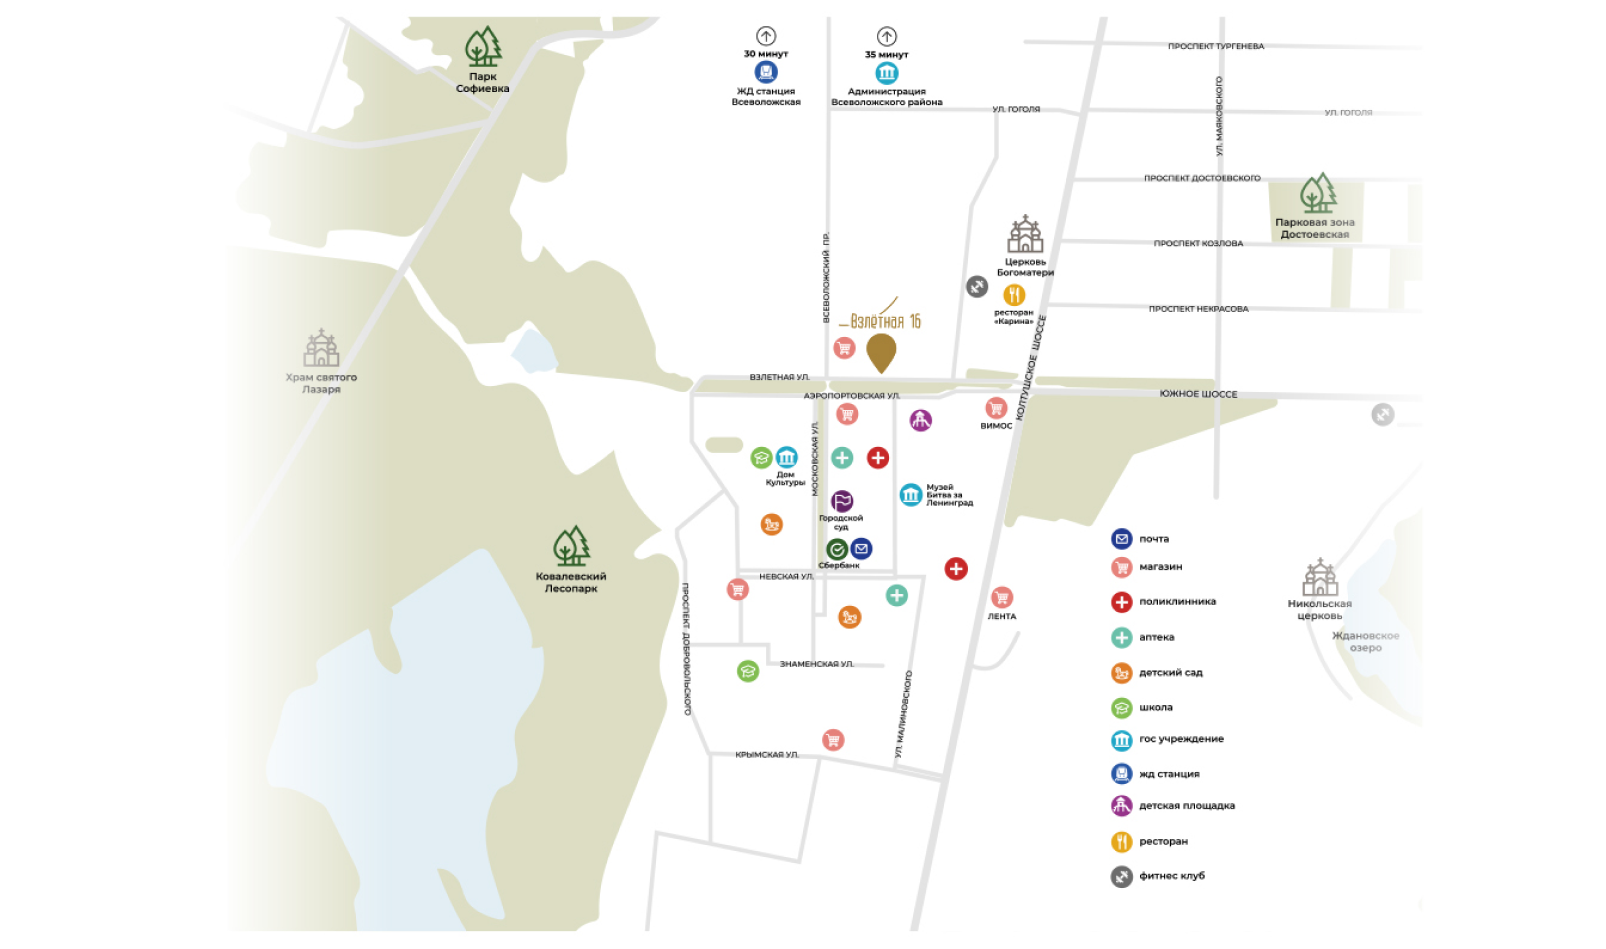 30 минут
35 минут
ПРОСПЕКТ ТУРГЕНЕВА
Парк
Софиевка
ЖД станция
Всеволожская
Администрация
Всеволожского района
УЛ. ГОГОЛЯ
УЛ. МАЯКОВСКОГО
УЛ. ГОГОЛЯ
ПРОСПЕКТ ДОСТОЕВСКОГО
Парковая зона
Достоевская
ВСЕВОЛОЖСКИЙ ПР.
Церковь
Богоматери
ПРОСПЕКТ КОЗЛОВА
ресторан
«Карина»
ПРОСПЕКТ НЕКРАСОВА
Взлётная 16
Храм святого
Лазаря
КОЛТУШСКОЕ ШОССЕ
ВЗЛЕТНАЯ УЛ.
АЭРОПОРТОВСКАЯ УЛ.
ЮЖНОЕ ШОССЕ
ВИМОС
МОСКОВСКАЯ УЛ.
Дом
Культуры
Музей
Битва за
Ленинград
Городской
суд
Сбербанк
Ковалевский
Лесопарк
НЕВСКАЯ УЛ.
ПРОСПЕКТ ДОБРОВОЛЬСКОГО
ЛЕНТА
ЗНАМЕНСКАЯ УЛ.
УЛ. МАЛИНОВСКОГО
КРЫМСКАЯ УЛ.
Никольская
церковь
Ждановское
озеро
почта
магазин
поликлинника
аптека
детский сад
школа
гос учреждение
жд станция
детская площадка
ресторан
фитнес клуб